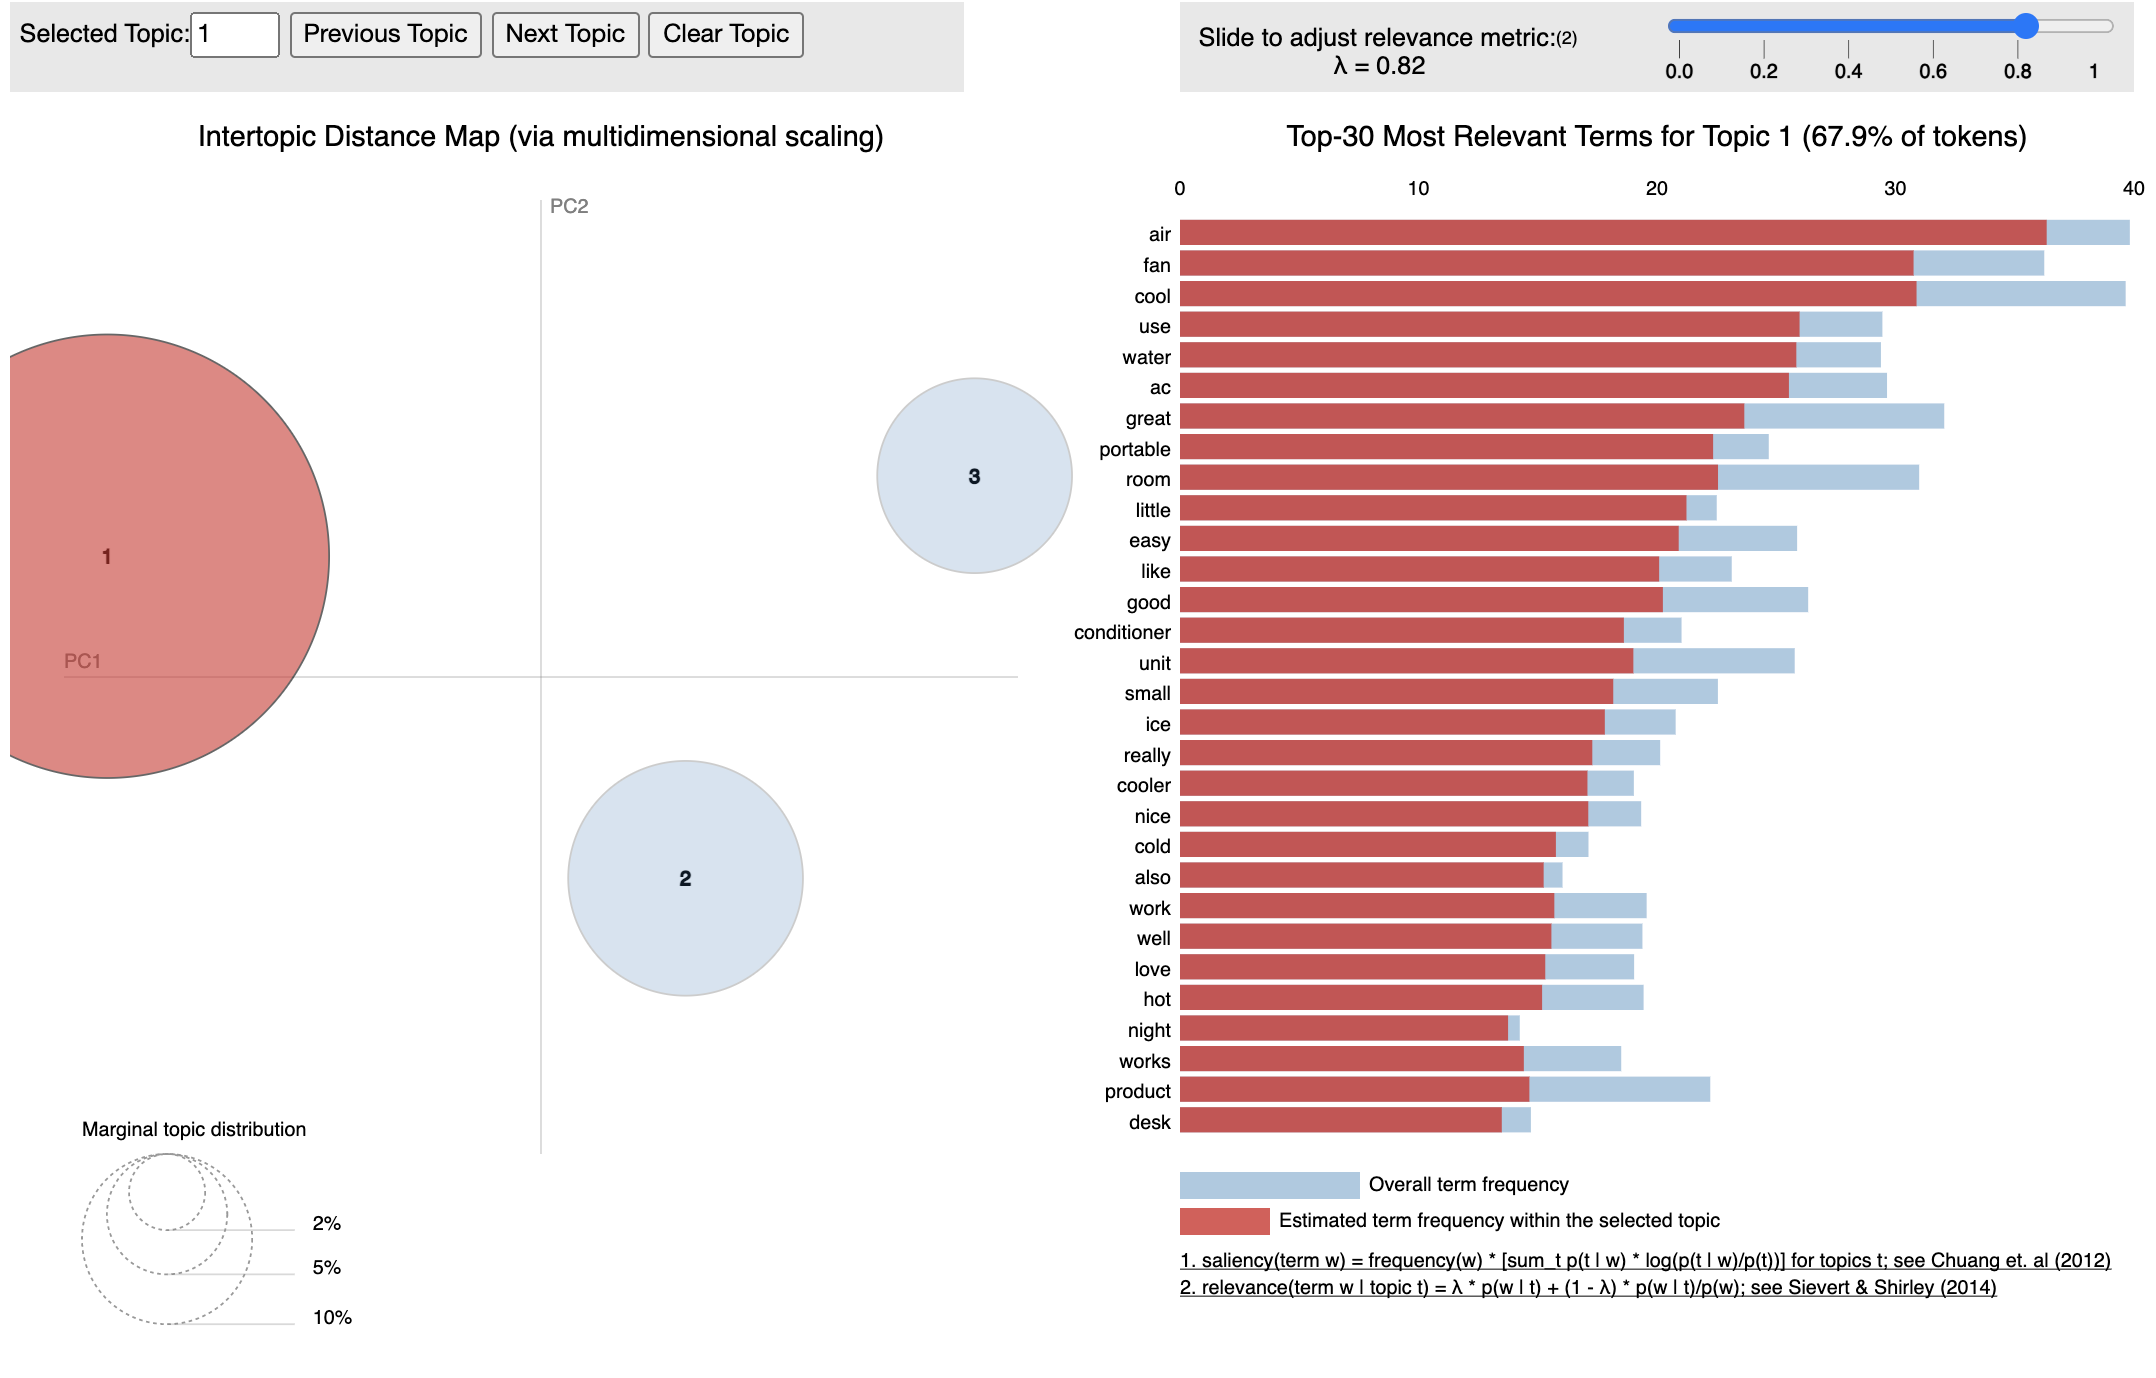 Selected Topic: 1 Previous Topic Next Topic Clear Topic
Slide to adjust relevance metric:(2)
λ = 0.82
0.0 0.2 0.4 0.6 0.8 1
Intertopic Distance Map (via multidimensional scaling)
PC2
PC1
1
3
2
Marginal topic distribution
2%
5%
10%
Top-30 Most Relevant Terms for Topic 1 (67.9% of tokens)
0 10 20 30 40
air
fan
cool
use
water
ac
great
portable
room
little
easy
like
good
conditioner
unit
small
ice
really
cooler
nice
cold
also
work
well
love
hot
night
works
product
desk
Overall term frequency
Estimated term frequency within the selected topic
1. saliency(term w) = frequency(w) * [sum_t p(t | w) * log(p(t | w)/p(t))] for topics t; see Chuang et. al (2012)
2. relevance(term w | topic t) = λ * p(w | t) + (1 - λ) * p(w | t)/p(w); see Sievert & Shirley (2014)